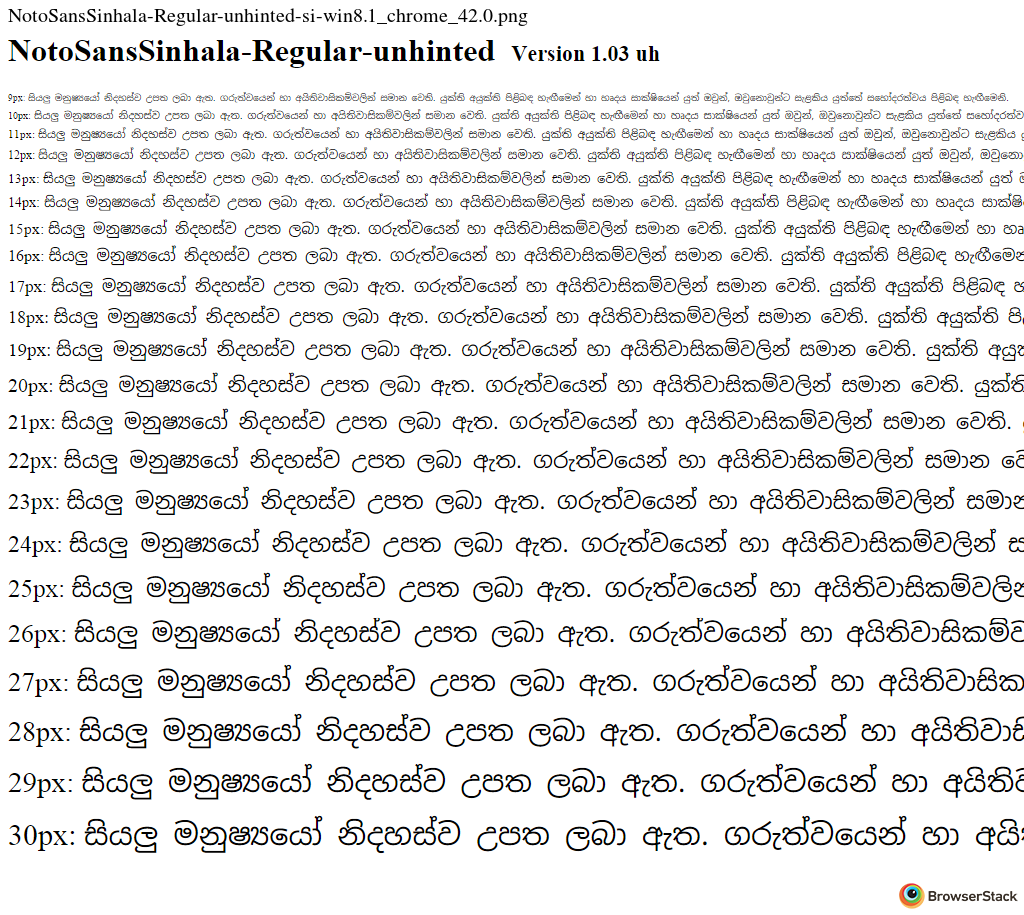 NotoSansSinhala-Regular-unhinted-si-win8.1_chrome_42.0.png
NotoSansSinhala-Regular-unhinted Version 1.03 uh
9px: සියලු මනුෂ්‍යයෝ නිදහස්ව උපත ලබා ඇත. ගරුත්වයෙන් හා අයිතිවාසිකම්වලින් සමාන වෙති. යුක්ති අයුක්ති පිළිබඳ හැඟීමෙන් හා හෘදය සාක්ෂියෙන් යුත් ඔවුන්, ඔවුනොවුන්ට සැළකිය යුත්තේ සහෝදරත්වය පිළිබඳ හැඟීමෙනි.
10px: සියලු මනුෂ්‍යයෝ නිදහස්ව උපත ලබා ඇත. ගරුත්වයෙන් හා අයිතිවාසිකම්වලින් සමාන වෙති. යුක්ති අයුක්ති පිළිබඳ හැඟීමෙන් හා හෘදය සාක්ෂියෙන් යුත් ඔවුන්, ඔවුනොවුන්ට සැළකිය යුත්තේ
11px: සියලු මනුෂ්‍යයෝ නිදහස්ව උපත ලබා ඇත. ගරුත්වයෙන් හා අයිතිවාසිකම්වලින් සමාන වෙති. යුක්ති අයුක්ති පිළිබඳ හැඟීමෙන් හා හෘදය සාක්ෂියෙන් යුත් ඔවුන්, ඔවුනොවුන්ට සැළකිය
12px: සියලු මනුෂ්‍යයෝ නිදහස්ව උපත ලබා ඇත. ගරුත්වයෙන් හා අයිතිවාසිකම්වලින් සමාන වෙති. යුක්ති අයුක්ති පිළිබඳ හැඟීමෙන් හා හෘදය සාක්ෂියෙන් යුත් ඔවුන්,
13px: සියලු මනුෂ්‍යයෝ නිදහස්ව උපත ලබා ඇත. ගරුත්වයෙන් හා අයිතිවාසිකම්වලින් සමාන වෙති. යුක්ති අයුක්ති පිළිබඳ හැඟීමෙන් හා හෘදය සාක්ෂියෙන් යුත්
14px: සියලු මනුෂ්‍යයෝ නිදහස්ව උපත ලබා ඇත. ගරුත්වයෙන් හා අයිතිවාසිකම්වලින් සමාන වෙති. යුක්ති අයුක්ති පිළිබඳ හැඟීමෙන් හා හෘදය
15px: සියලු මනුෂ්‍යයෝ නිදහස්ව උපත ලබා ඇත. ගරුත්වයෙන් හා අයිතිවාසිකම්වලින් සමාන වෙති. යුක්ති අයුක්ති පිළිබඳ හැඟීමෙන් හා
16px: සියලු මනුෂ්‍යයෝ නිදහස්ව උපත ලබා ඇත. ගරුත්වයෙන් හා අයිතිවාසිකම්වලින් සමාන වෙති. යුක්ති අයුක්ති පිළිබඳ
17px: සියලු මනුෂ්‍යයෝ නිදහස්ව උපත ලබා ඇත. ගරුත්වයෙන් හා අයිතිවාසිකම්වලින් සමාන වෙති. යුක්ති අයුක්ති පිළිබඳ
18px: සියලු මනුෂ්‍යයෝ නිදහස්ව උපත ලබා ඇත. ගරුත්වයෙන් හා අයිතිවාසිකම්වලින් සමාන වෙති. යුක්ති අයුක්ති
19px: සියලු මනුෂ්‍යයෝ නිදහස්ව උපත ලබා ඇත. ගරුත්වයෙන් හා අයිතිවාසිකම්වලින් සමාන වෙති. යුක්ති
20px: සියලු මනුෂ්‍යයෝ නිදහස්ව උපත ලබා ඇත. ගරුත්වයෙන් හා අයිතිවාසිකම්වලින් සමාන වෙති.
21px: සියලු මනුෂ්‍යයෝ නිදහස්ව උපත ලබා ඇත. ගරුත්වයෙන් හා අයිතිවාසිකම්වලින් සමාන වෙති.
22px: සියලු මනුෂ්‍යයෝ නිදහස්ව උපත ලබා ඇත. ගරුත්වයෙන් හා අයිතිවාසිකම්වලින් සමාන
23px: සියලු මනුෂ්‍යයෝ නිදහස්ව උපත ලබා ඇත. ගරුත්වයෙන් හා අයිතිවාසිකම්වලින්
24px: සියලු මනුෂ්‍යයෝ නිදහස්ව උපත ලබා ඇත. ගරුත්වයෙන් හා අයිතිවාසිකම්වලින්
25px: සියලු මනුෂ්‍යයෝ නිදහස්ව උපත ලබා ඇත. ගරුත්වයෙන් හා
26px: සියලු මනුෂ්‍යයෝ නිදහස්ව උපත ලබා ඇත. ගරුත්වයෙන් හා
27px: සියලු මනුෂ්‍යයෝ නිදහස්ව උපත ලබා ඇත. ගරුත්වයෙන් හා
28px: සියලු මනුෂ්‍යයෝ නිදහස්ව උපත ලබා ඇත. ගරුත්වයෙන් හා
29px: සියලු මනුෂ්‍යයෝ නිදහස්ව උපත ලබා ඇත. ගරුත්වයෙන් හා
30px: සියලු මනුෂ්‍යයෝ නිදහස්ව උපත ලබා ඇත. ගරුත්වයෙන් හා
BrowserStack